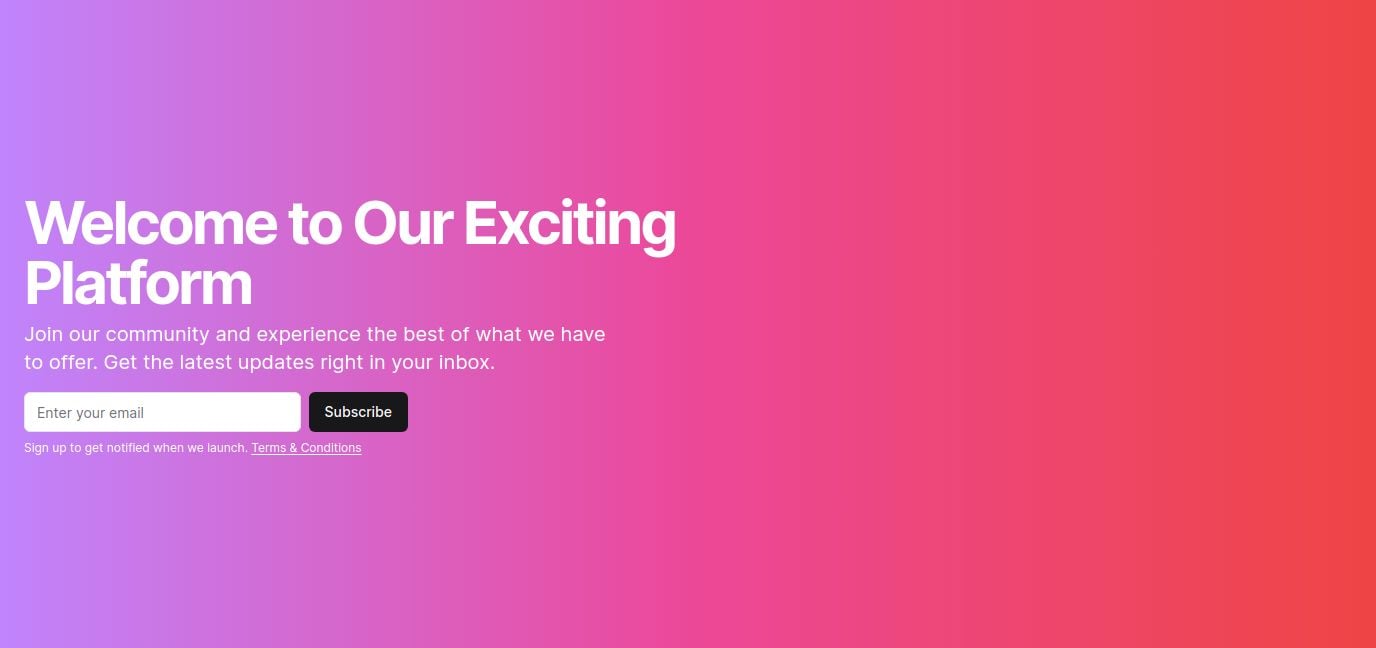 Welcome to Our Exciting
Platform
Join our community and experience the best of what we have
to offer. Get the latest updates right in your inbox.
Enter your email
Subscribe
Sign up to get notified when we launch. Terms & Conditions